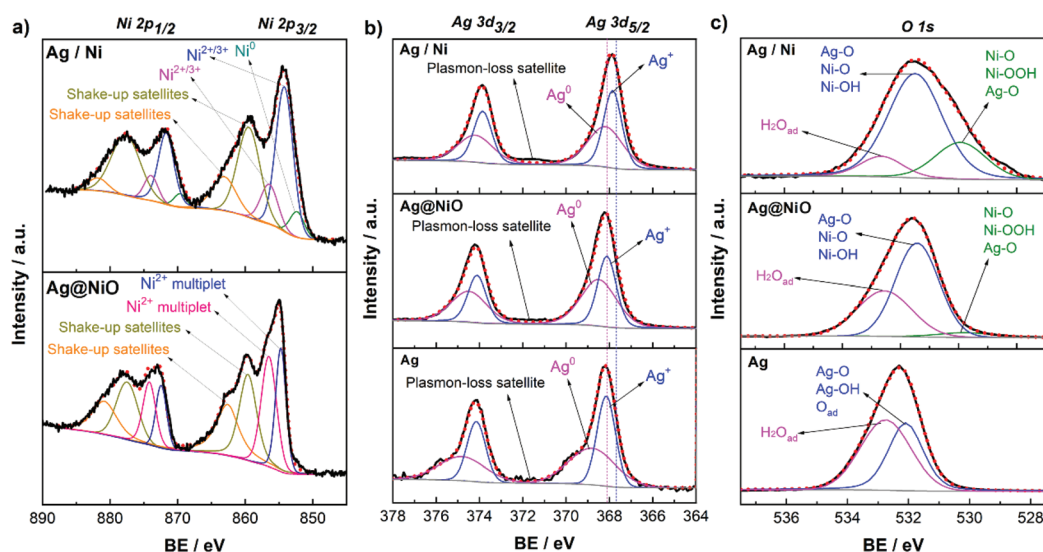 a)
Ni 2p1/2
Ni 2p3/2
Ag / Ni
Ni2+/3+
Ni0
Ni2+/3+
Shake-up satellites
Shake-up satellites
Ag@NiO
Ni2+ multiplet
Ni2+ multiplet
Shake-up satellites
Shake-up satellites
Intensity / a.u.
Intensity / a.u.
890
880
870
860
850
BE / eV
b)
Ag 3d3/2
Ag 3d5/2
Ag / Ni
Plasmon-loss satellite
Ag+
Ag0
Ag@NiO
Ag0
Plasmon-loss satellite
Ag+
Ag
Ag0
Ag+
Plasmon-loss satellite
Intensity / a.u.
378
376
374
372
370
368
366
364
BE / eV
c)
O 1s
Ag / Ni
Ag-O
Ni-O
Ni-OH
Ni-O
Ni-OOH
Ag-O
H2Oad
Ag@NiO
Ag-O
Ni-O
Ni-OH
Ni-O
Ni-OOH
Ag-O
H2Oad
Ag
Ag-O
Ag-OH
Oad
H2Oad
Intensity / a.u.
536
534
532
530
528
BE / eV